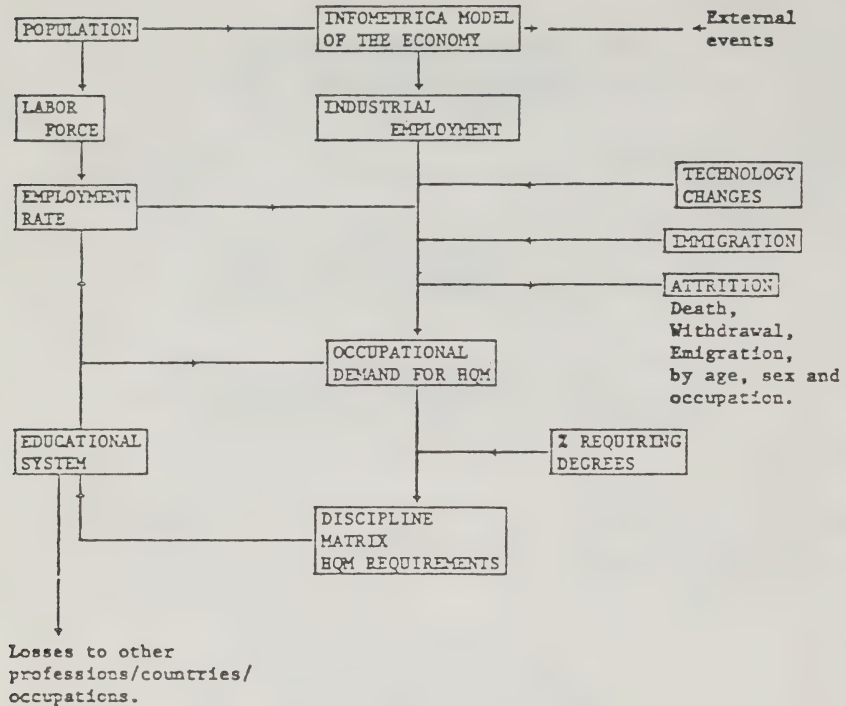 POPULATION
INFOMETRICA MODEL
OF THE ECONOMY
External
events
LABOR
FORCE
INDUSTRIAL
EMPLOYMENT
EMPLOYMENT
RATE
TECHNOLOGY
CHANGES
IMMIGRATION
ATTRITION
Death,
Withdrawal,
Emigration,
by age, sex and
occupation.
OCCUPATIONAL
DEMAND FOR HQM
EDUCATIONAL
SYSTEM
% REQUIRING
DEGREES
DISCIPLINE
MATRIX
HQM REQUIREMENTS
Losses to other
professions/countries/
occupations.